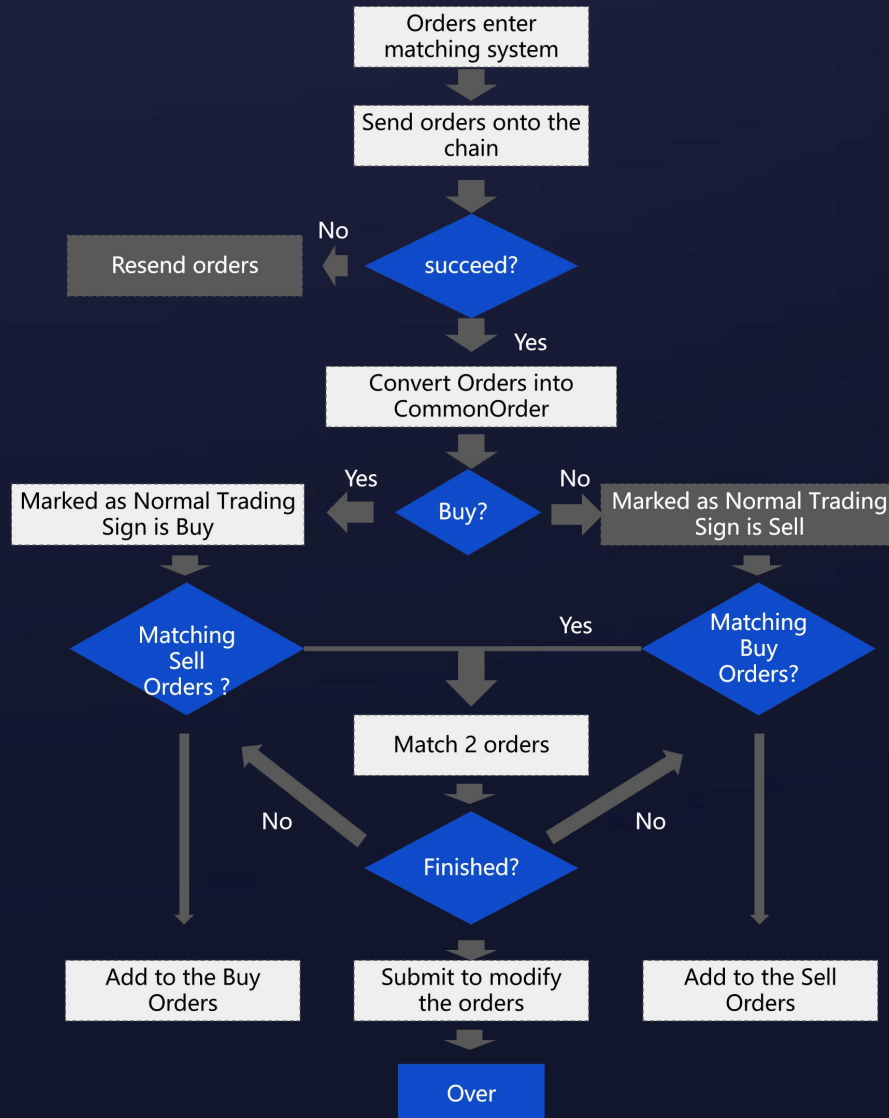 Orders enter
matching system
Send orders onto the
chain
No
Resend orders
succeed?
Yes
Convert Orders into
CommonOrder
Yes
No
Marked as Normal Trading
Sign is Buy
Buy?
Marked as Normal Trading
Sign is Sell
Matching
Sell
Orders ?
Yes
Matching
Buy
Orders?
Match 2 orders
No
No
Finished?
Add to the Buy
Orders
Submit to modify
the orders
Add to the Sell
Orders
Over